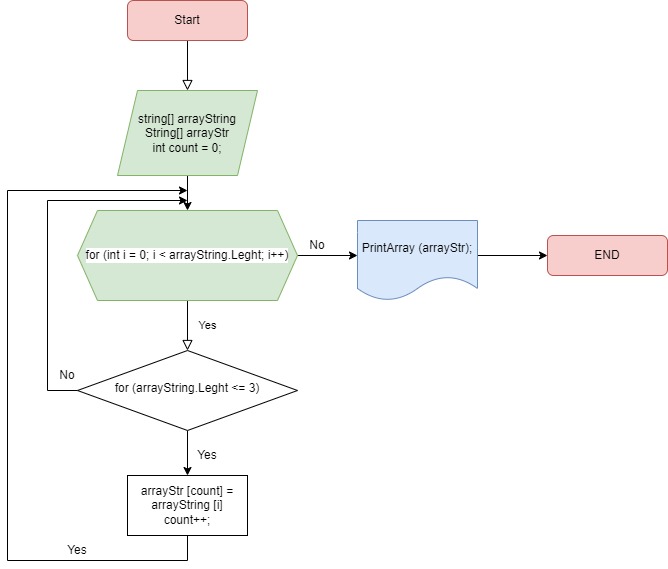 Start
string[] arrayString
String[] arrayStr
int count = 0;
for (int i = 0; i < arrayString.Leght; i++)
No
PrintArray (arrayStr);
END
Yes
No
for (arrayString.Leght <= 3)
Yes
arrayStr [count] =
arrayString [i]
count++;
Yes